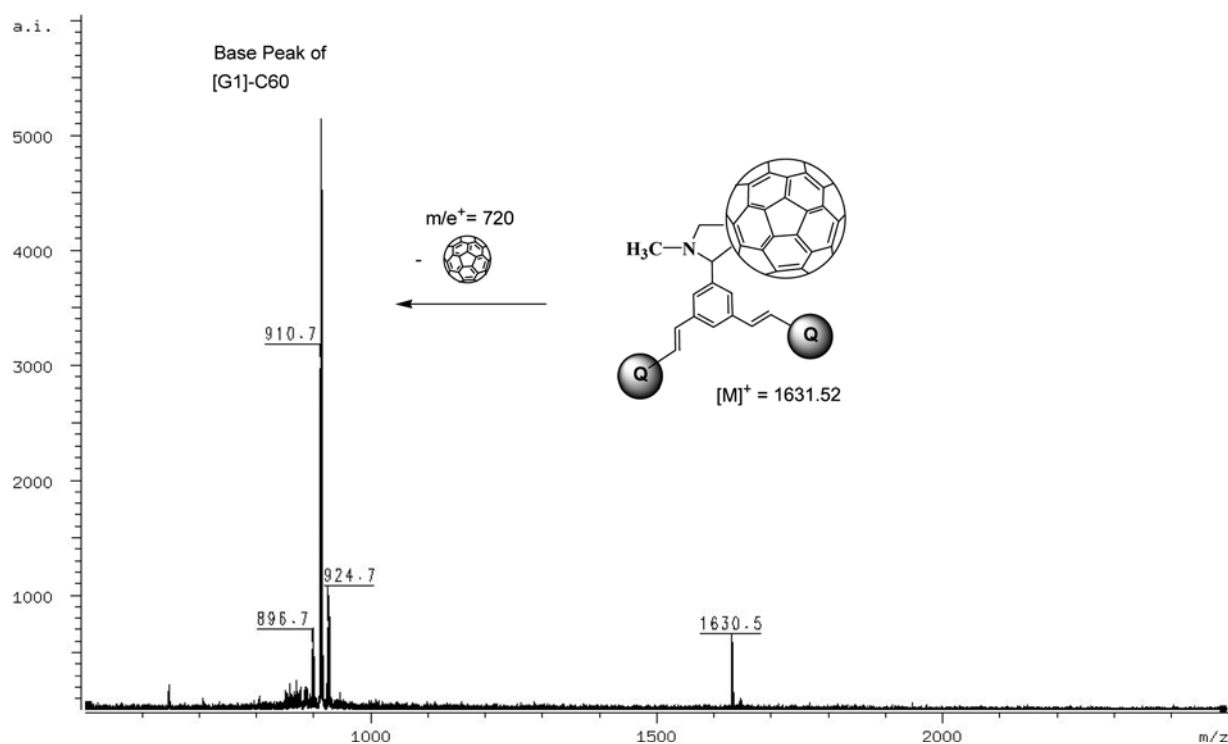 a.i.
Base Peak of
[G1]-C60
5000
m/e+= 720
-
4000
H3C
N
910.7
3000
Q
Q
[M]+ = 1631.52
2000
924.7
1000
896.7
1630.5
1000
1500
2000
m/z